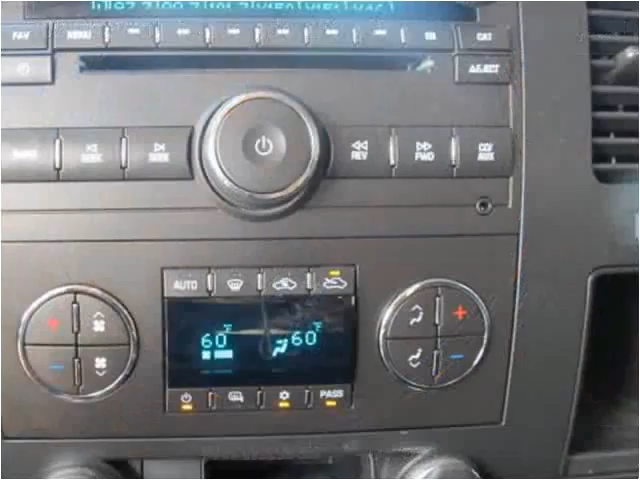 FAV MENU CAT
EJECT
SEEK SEEK REV FWD CD/AUX
AUTO
60°F 60°F
PASS